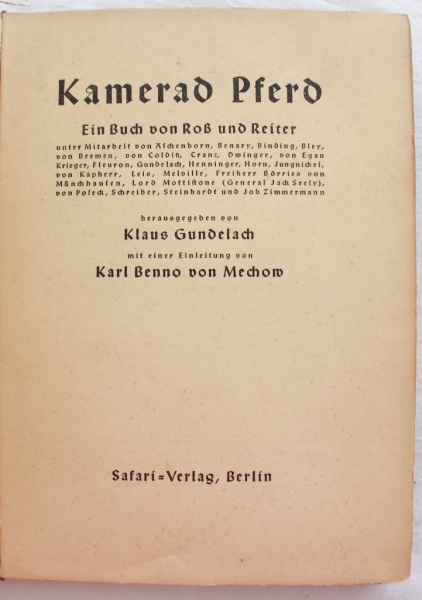 Kamerad Pferd
Ein Buch von Roß und Reiter
unter Mitarbeit von Aschenborn, Benary, Binding, Bley,
von Bremen, von Colditz, Cranz, Dwinger, von Egan
Krieger, Fleuron, Gundelach, Henninger, Horn, Jungnickel,
von Kapherr, Leis, Melville, Freiherr Börries von
Münchhausen, Lord Mottistone (General Jack Seely),
von Poseck, Schreiber, Steinhardt und Job Zimmermann
herausgegeben von
Klaus Gundelach
mit einer Einleitung von
Karl Benno von Mechow
Safari=Verlag, Berlin